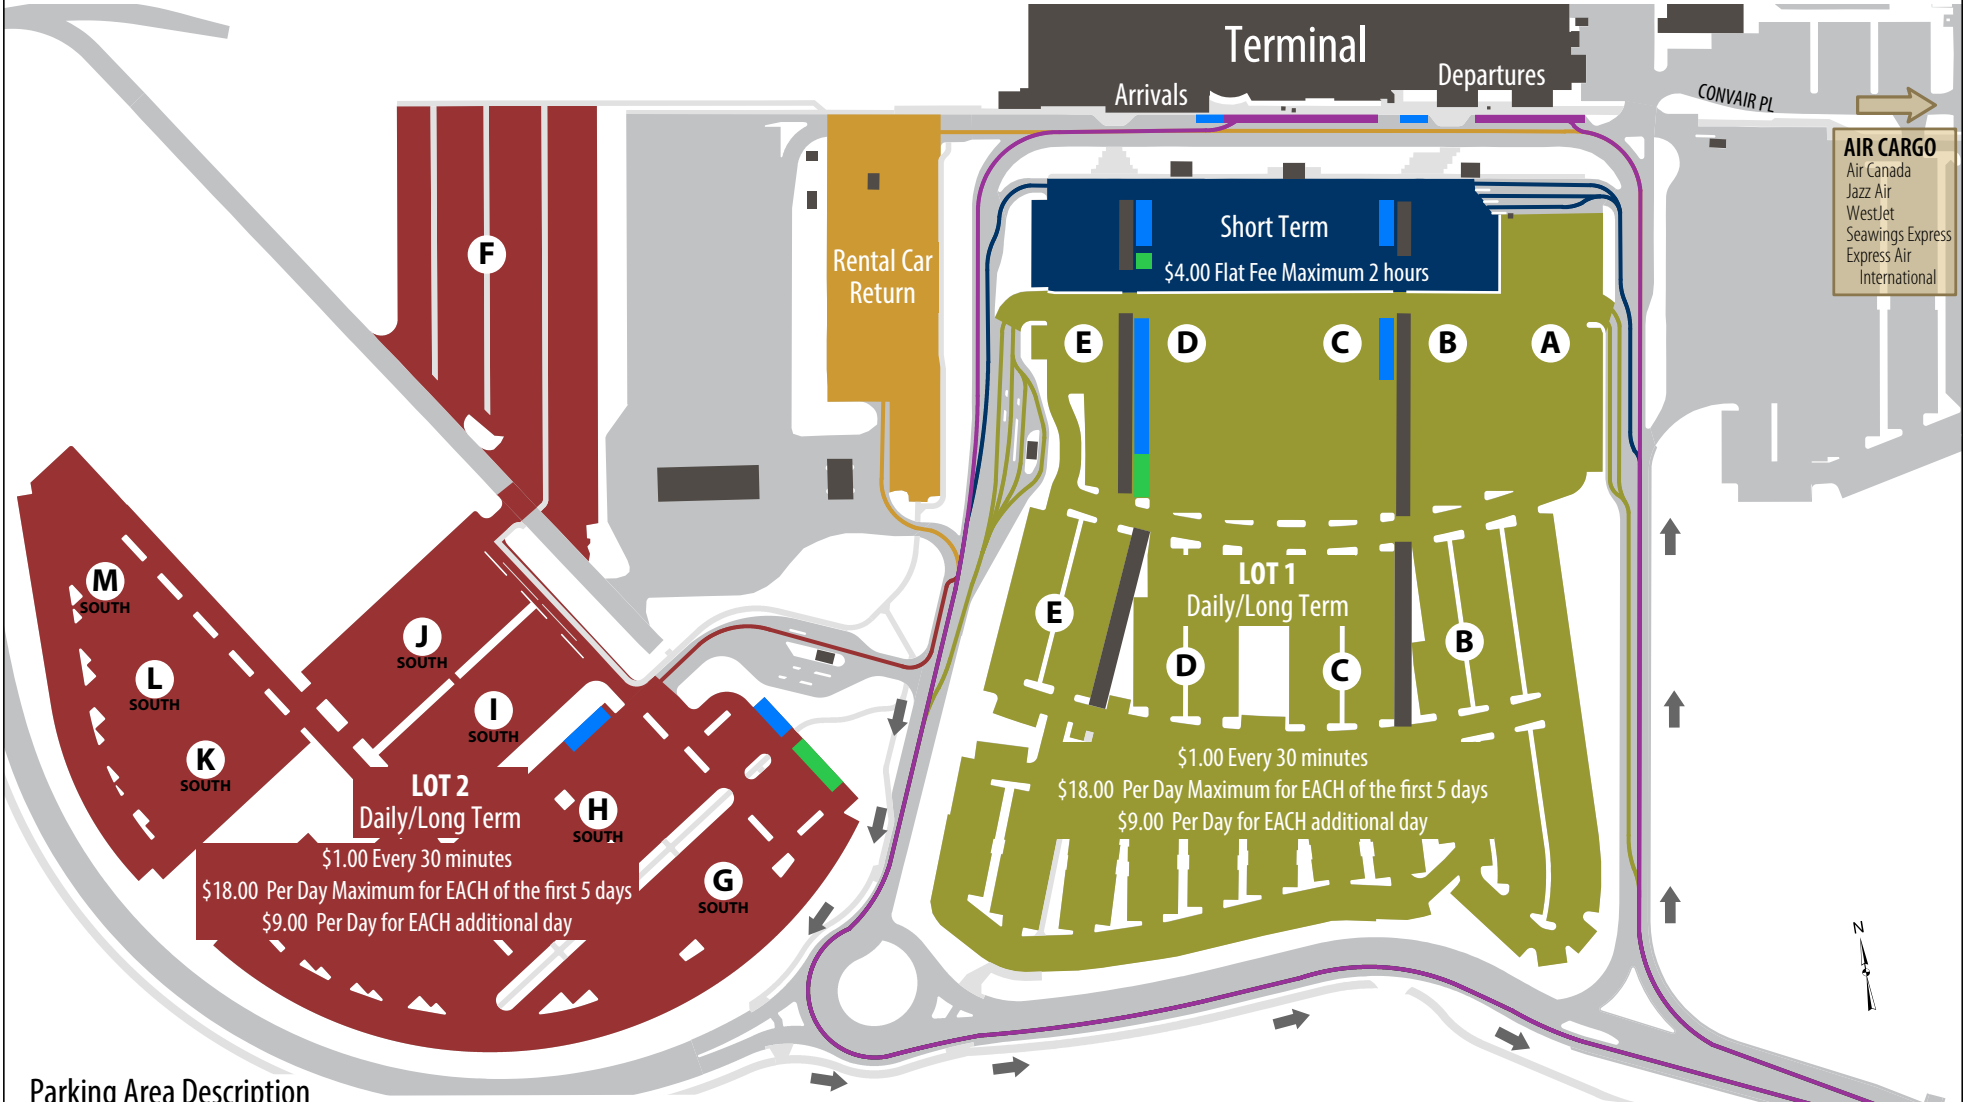 Terminal
Arrivals
Departures
CONVAIR PL
AIR CARGO
Air Canada
Jazz Air
WestJet
Seawings Express
Express Air
International
F
Rental Car
Return
Short Term
$4.00 Flat Fee Maximum 2 hours
E
D
C
B
A
M
SOUTH
L
SOUTH
K
SOUTH
J
SOUTH
I
SOUTH
H
SOUTH
G
SOUTH
LOT 1
Daily/Long Term
E
D
C
B
$1.00 Every 30 minutes
$18.00 Per Day Maximum for EACH of the first 5 days
$9.00 Per Day for EACH additional day
LOT 2
Daily/Long Term
$1.00 Every 30 minutes
$18.00 Per Day Maximum for EACH of the first 5 days
$9.00 Per Day for EACH additional day
N
Parking Area Description